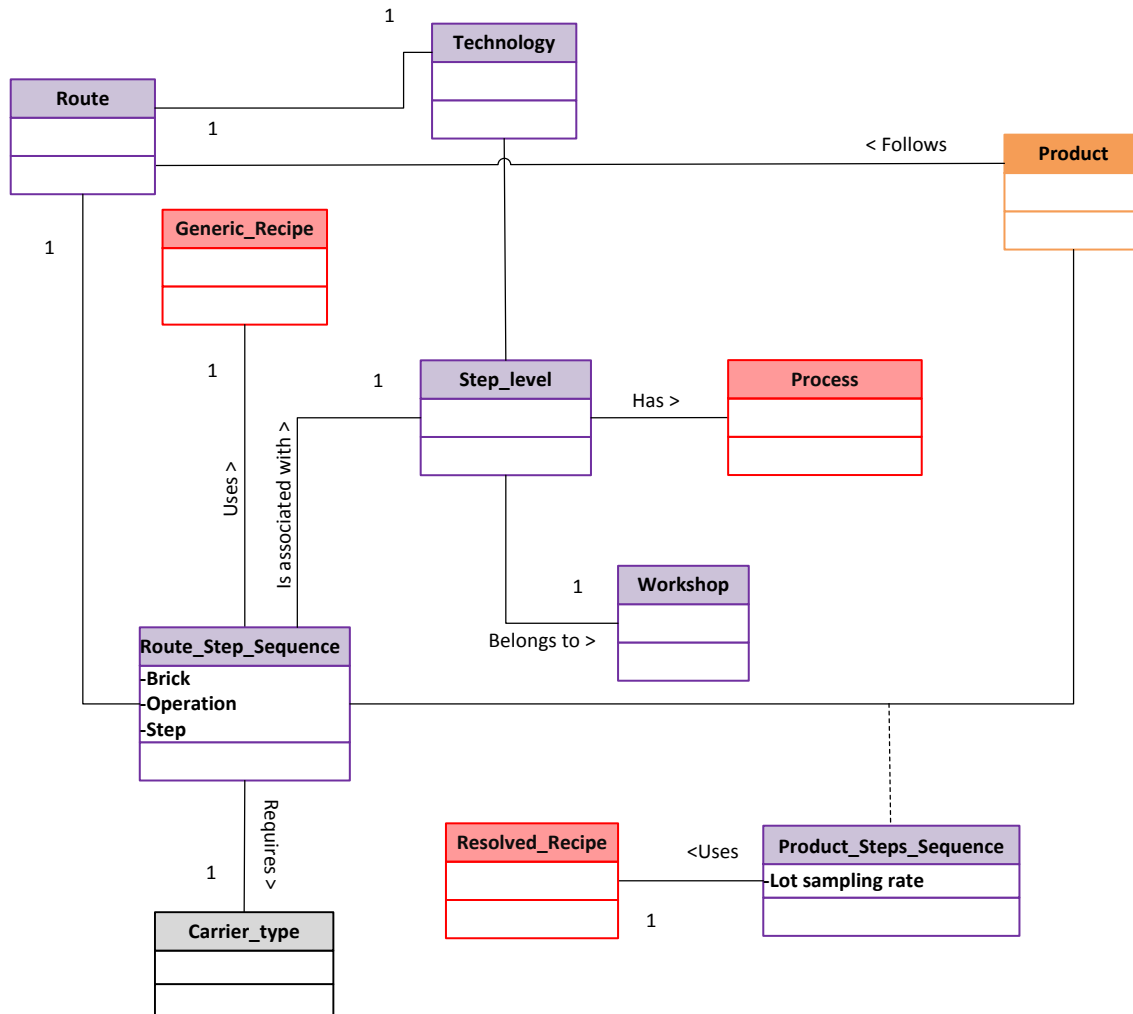 1
Technology
Route
1
< Follows
Product
Generic_Recipe
1
1
1
Step_level
Process
Has >
Uses >
Is associated with >
1
Workshop
Belongs to >
Route_Step_Sequence
-Brick
-Operation
-Step
Requires >
1
Resolved_Recipe
<Uses
Product_Steps_Sequence
-Lot sampling rate
1
Carrier_type